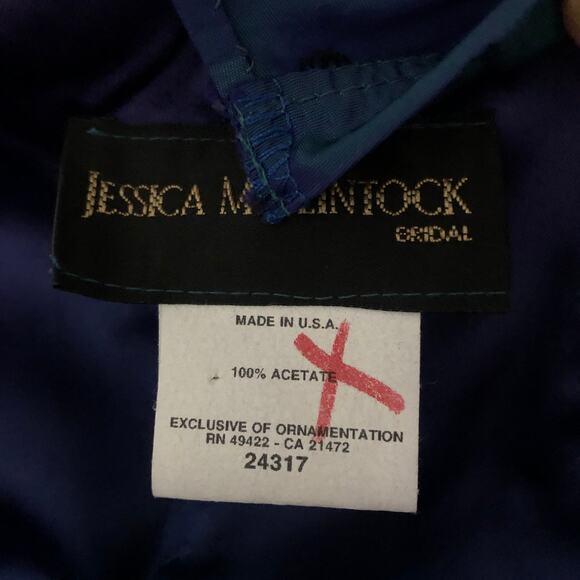 JESSICA M LINTOCK
BRIDAL
MADE IN U.S.A.
100% ACETATE
EXCLUSIVE OF ORNAMENTATION
RN 49422 - CA 21472
24317